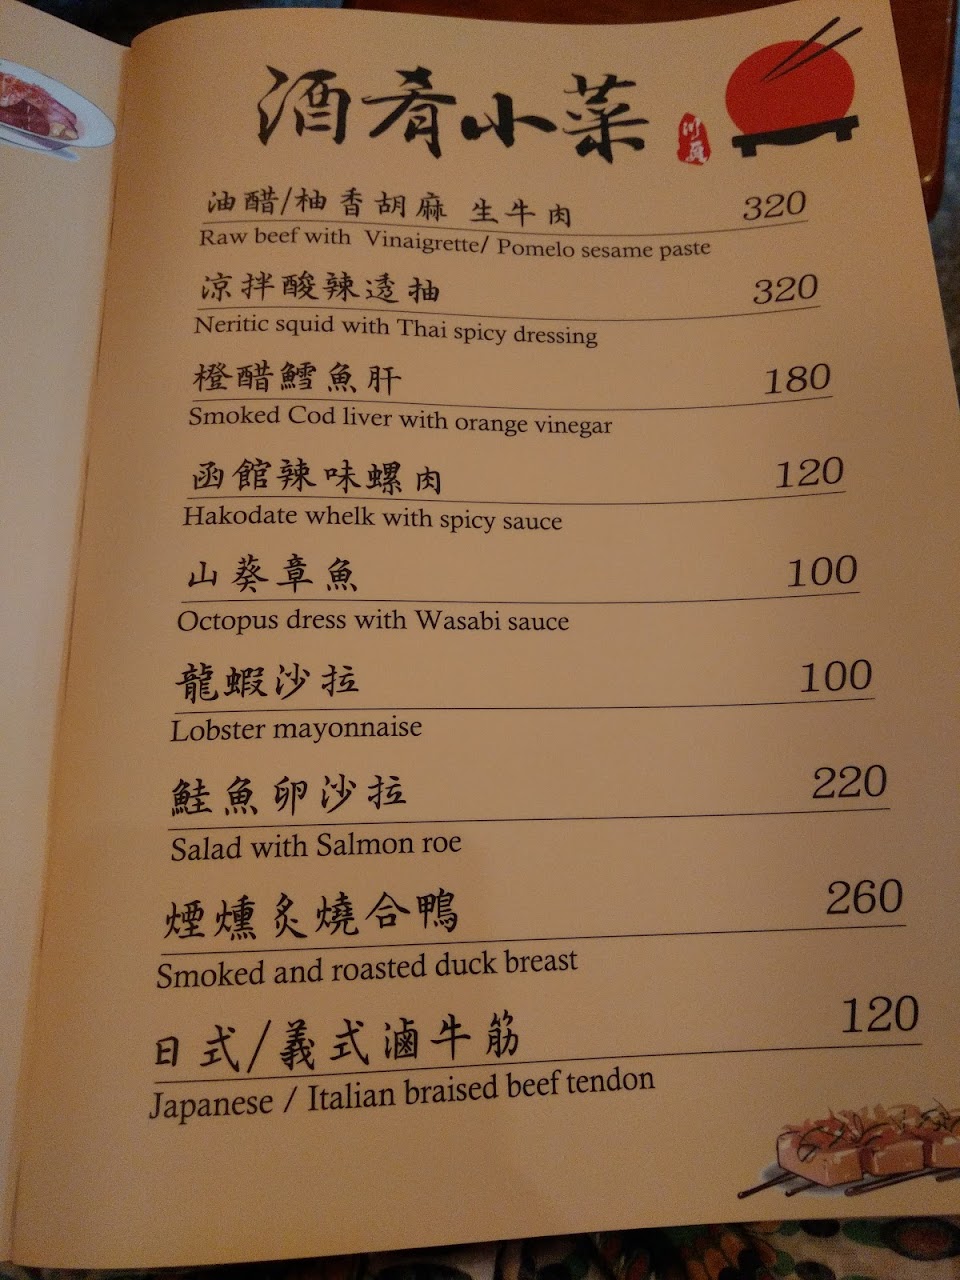 酒肴小菜
油醋/柚香胡麻 生牛肉 320
Raw beef with Vinaigrette/ Pomelo sesame paste
涼拌酸辣透抽 320
Neritic squid with Thai spicy dressing
橙醋鱈魚肝 180
Smoked Cod liver with orange vinegar
函館辣味螺肉 120
Hakodate whelk with spicy sauce
山葵章魚 100
Octopus dress with Wasabi sauce
龍蝦沙拉 100
Lobster mayonnaise
鮭魚卵沙拉 220
Salad with Salmon roe
煙燻炙燒合鴨 260
Smoked and roasted duck breast
日式/義式滷牛筋 120
Japanese / Italian braised beef tendon